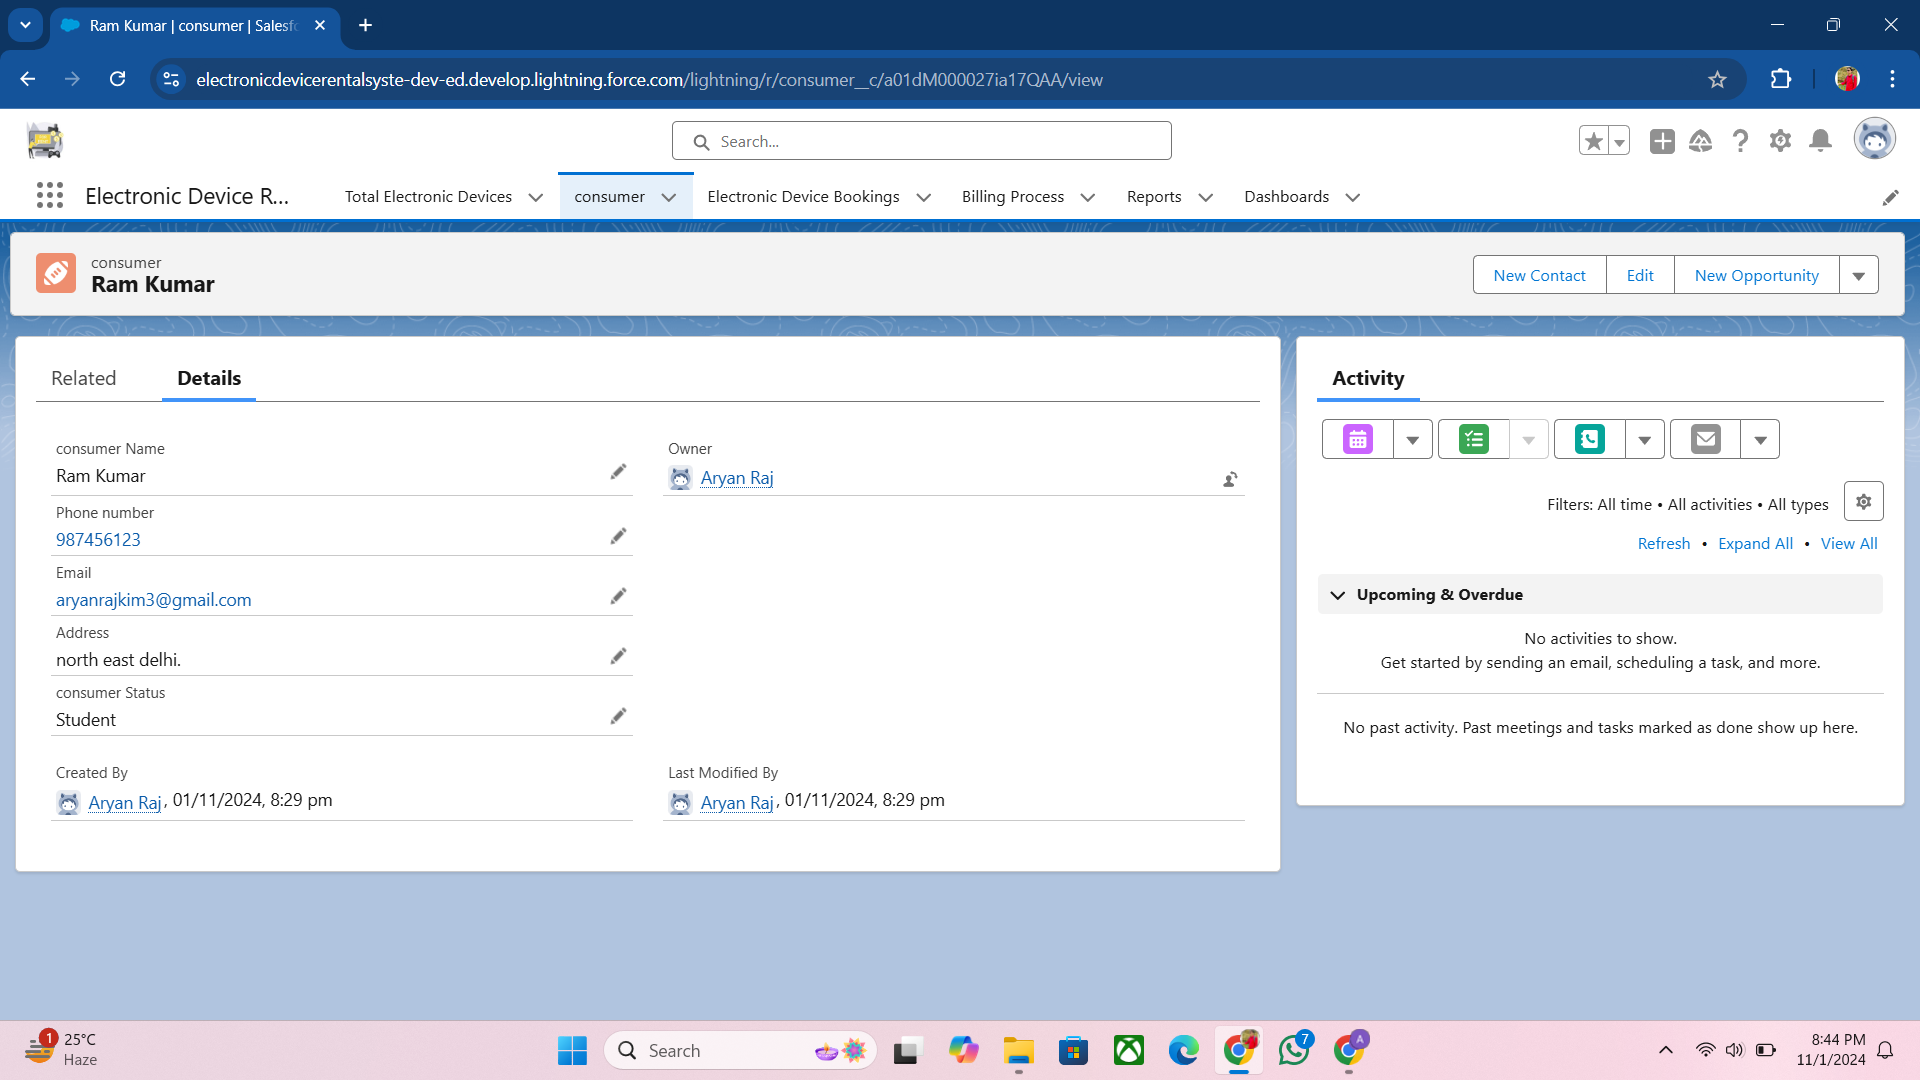 Ram Kumar | consumer | Salesfo
electronicdevicerentalsyste-dev-ed.develop.lightning.force.com/lightning/r/consumer__c/a01dM000027ia17QAA/view
Search...
Electronic Device R...
Total Electronic Devices
consumer
Electronic Device Bookings
Billing Process
Reports
Dashboards
consumer
Ram Kumar
New Contact
Edit
New Opportunity
Related
Details
consumer Name
Ram Kumar
Owner
Aryan Raj
Phone number
987456123
Email
aryanrajkim3@gmail.com
Address
north east delhi.
consumer Status
Student
Created By
Aryan Raj, 01/11/2024, 8:29 pm
Last Modified By
Aryan Raj, 01/11/2024, 8:29 pm
Activity
Filters: All time • All activities • All types
Refresh • Expand All • View All
Upcoming & Overdue
No activities to show.
Get started by sending an email, scheduling a task, and more.
No past activity. Past meetings and tasks marked as done show up here.
1
25°C
Haze
Search
7
A
8:44 PM
11/1/2024